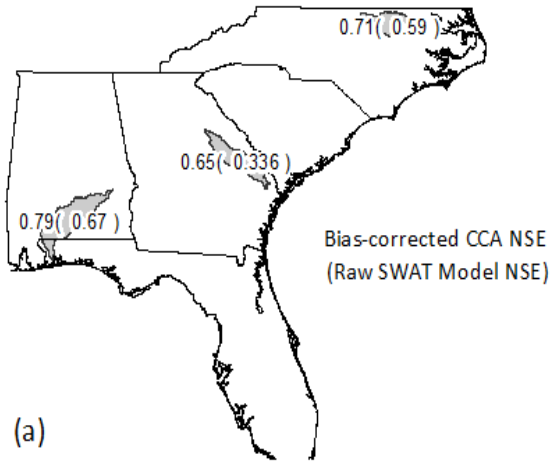 0.71( 0.59 )
0.65( 0.336 )
0.79( 0.67 )
Bias-corrected CCA NSE
(Raw SWAT Model NSE)
(a)